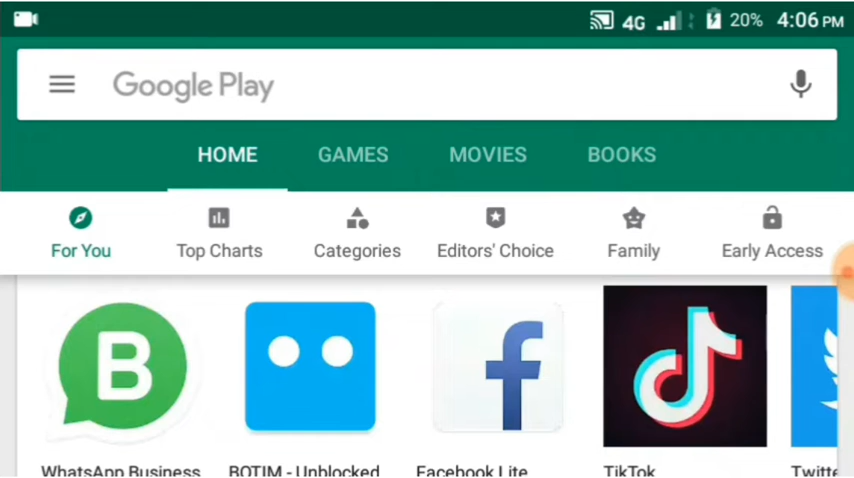 4G 20% 4:06 PM
Google Play
HOME GAMES MOVIES BOOKS
For You Top Charts Categories Editors' Choice Family Early Access
B
f
WhatsApp Business BOTIM - Unblocked Facebook Lite TikTok Twitte